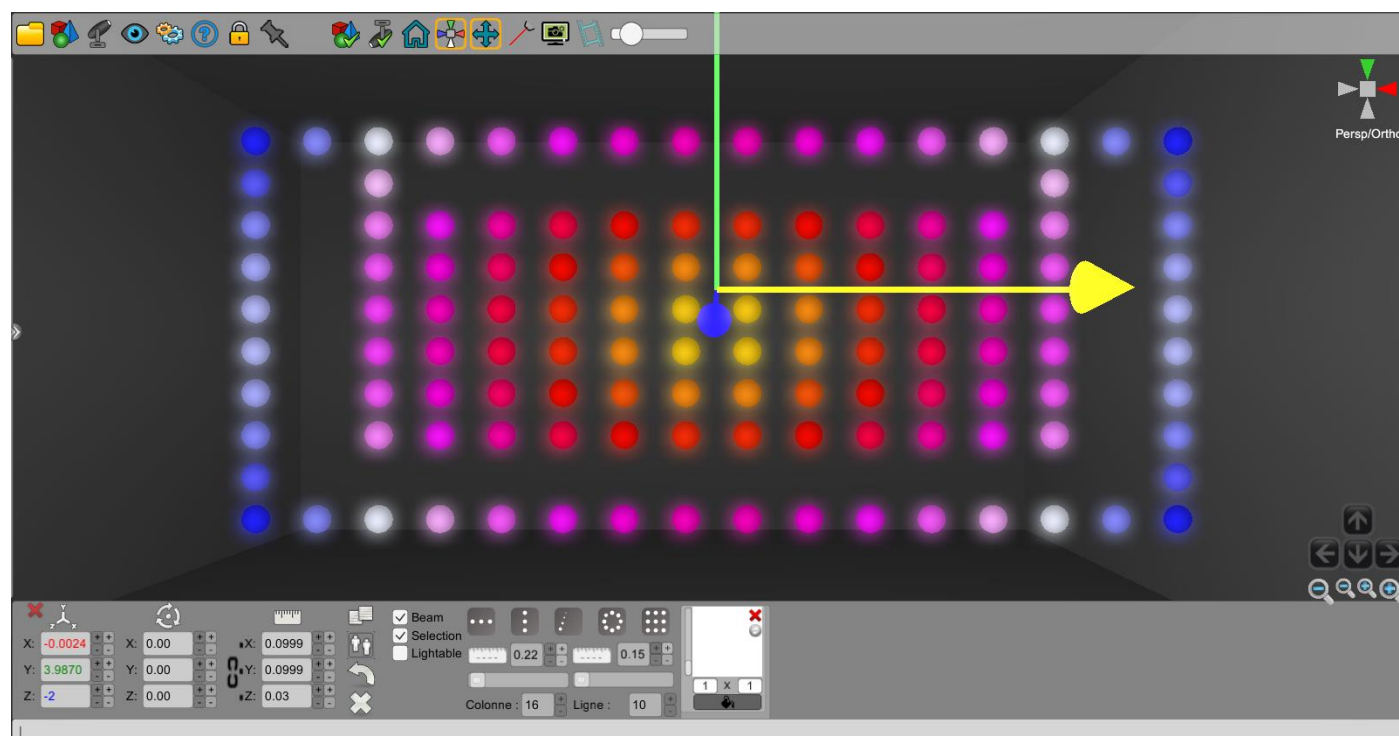 Persp/Ortho
X: -0.0024 X: 0.00 X: 0.0999
Y: 3.9870 Y: 0.00 Y: 0.0999
Z: -2 Z: 0.00 Z: 0.03
Beam
Selection
Lightable
0.22 0.15
Colonne : 16 Ligne : 10
1 X 1